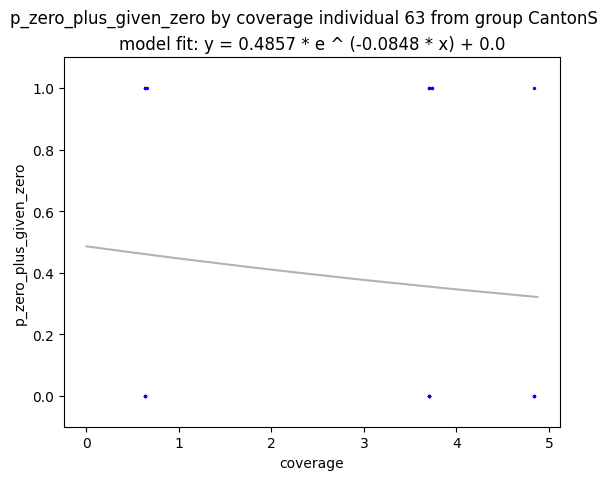 p_zero_plus_given_zero by coverage individual 63 from group CantonS
model fit: y = 0.4857 * e ^ (-0.0848 * x) + 0.0
p_zero_plus_given_zero
1.0
0.8
0.6
0.4
0.2
0.0
0 1 2 3 4 5
coverage